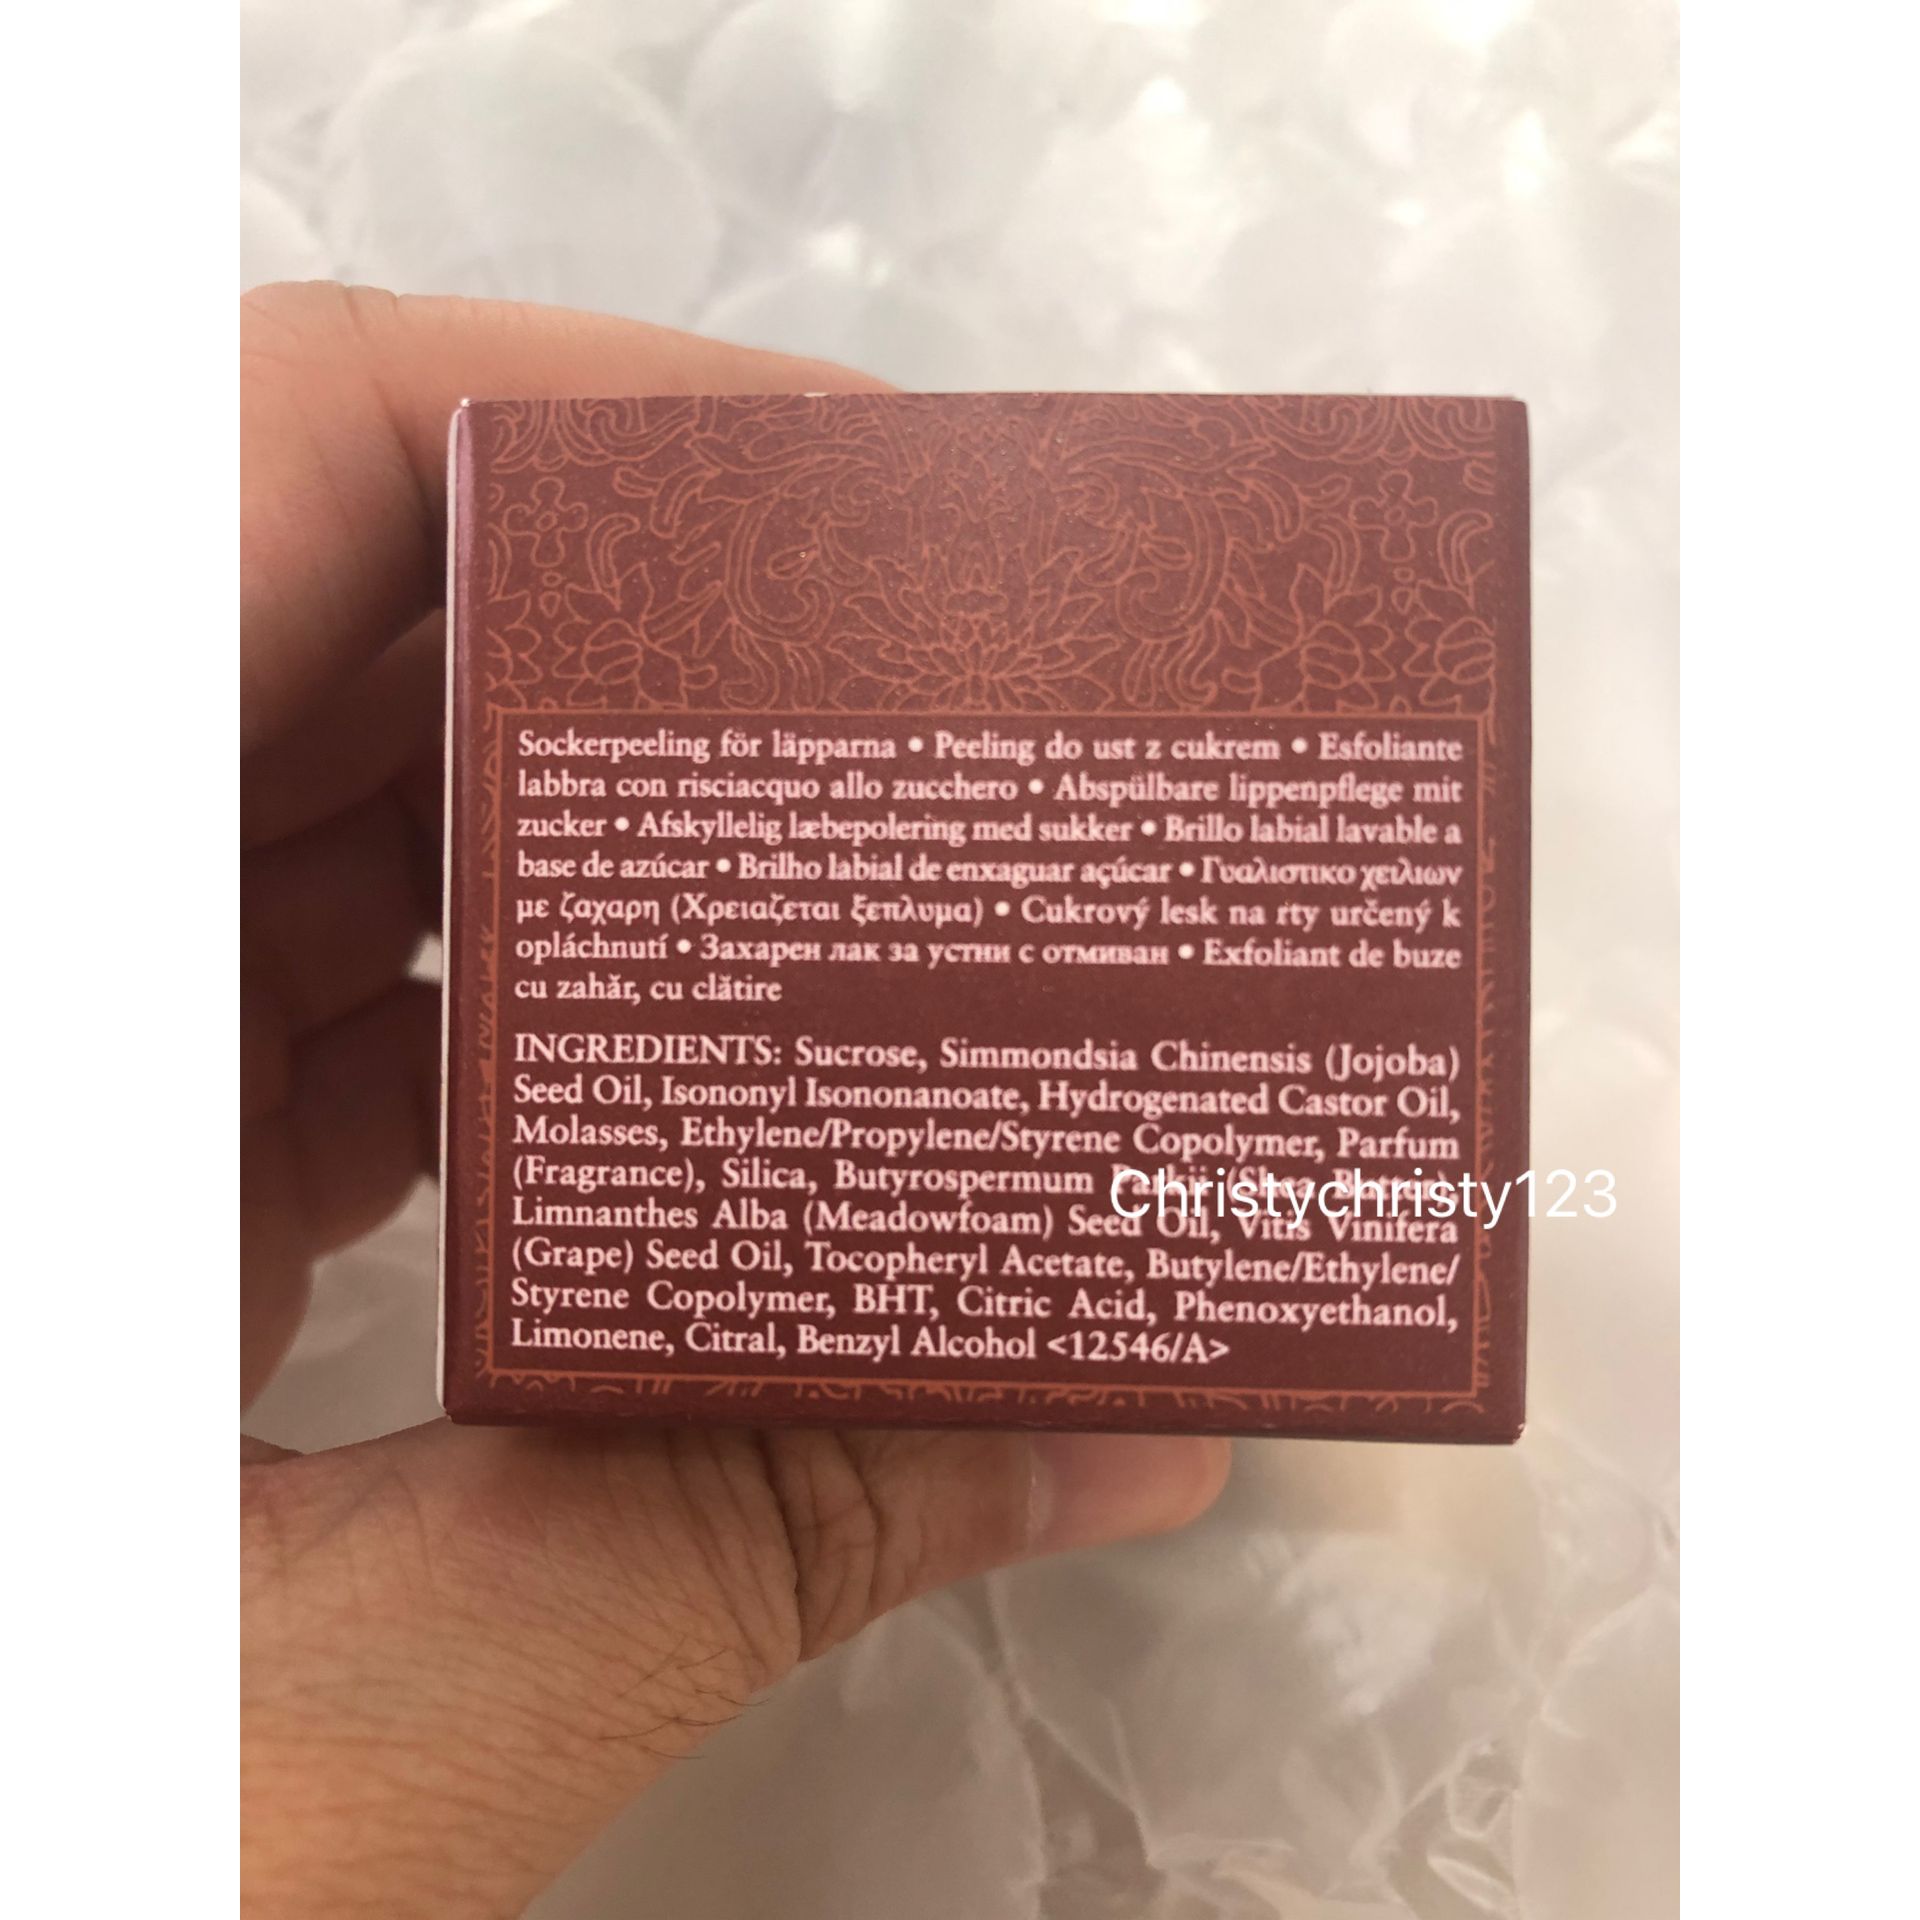 Sockerpeeling för läpparna • Peeling do ust z cukrem • Esfoliante
labbra con risciacquo allo zucchero • Abspülbare lippenpflege mit
zucker • Afskyllelig læbepolering med sukker • Brillo labial lavable a
base de azúcar • Brilho labial de enxaguar açúcar • Γυαλιστικο χειλιων
με ζαχαρη (Χρειαζεται ξεπλυμα) • Cukrový lesk na rty určený k
opláchnutí • Захарен лак за устни с отмиван • Exfoliant de buze
cu zahăr, cu clătire
INGREDIENTS: Sucrose, Simmondsia Chinensis (Jojoba)
Seed Oil, Isononyl Isononanoate, Hydrogenated Castor Oil,
Molasses, Ethylene/Propylene/Styrene Copolymer, Parfum
(Fragrance), Silica, Butyrospermum
Christychristy123
Limnanthes Alba (Meadowfoam) Seed Oil, Vitis Vinifera
(Grape) Seed Oil, Tocopheryl Acetate, Butylene/Ethylene/
Styrene Copolymer, BHT, Citric Acid, Phenoxyethanol,
Limonene, Citral, Benzyl Alcohol <12546/A>